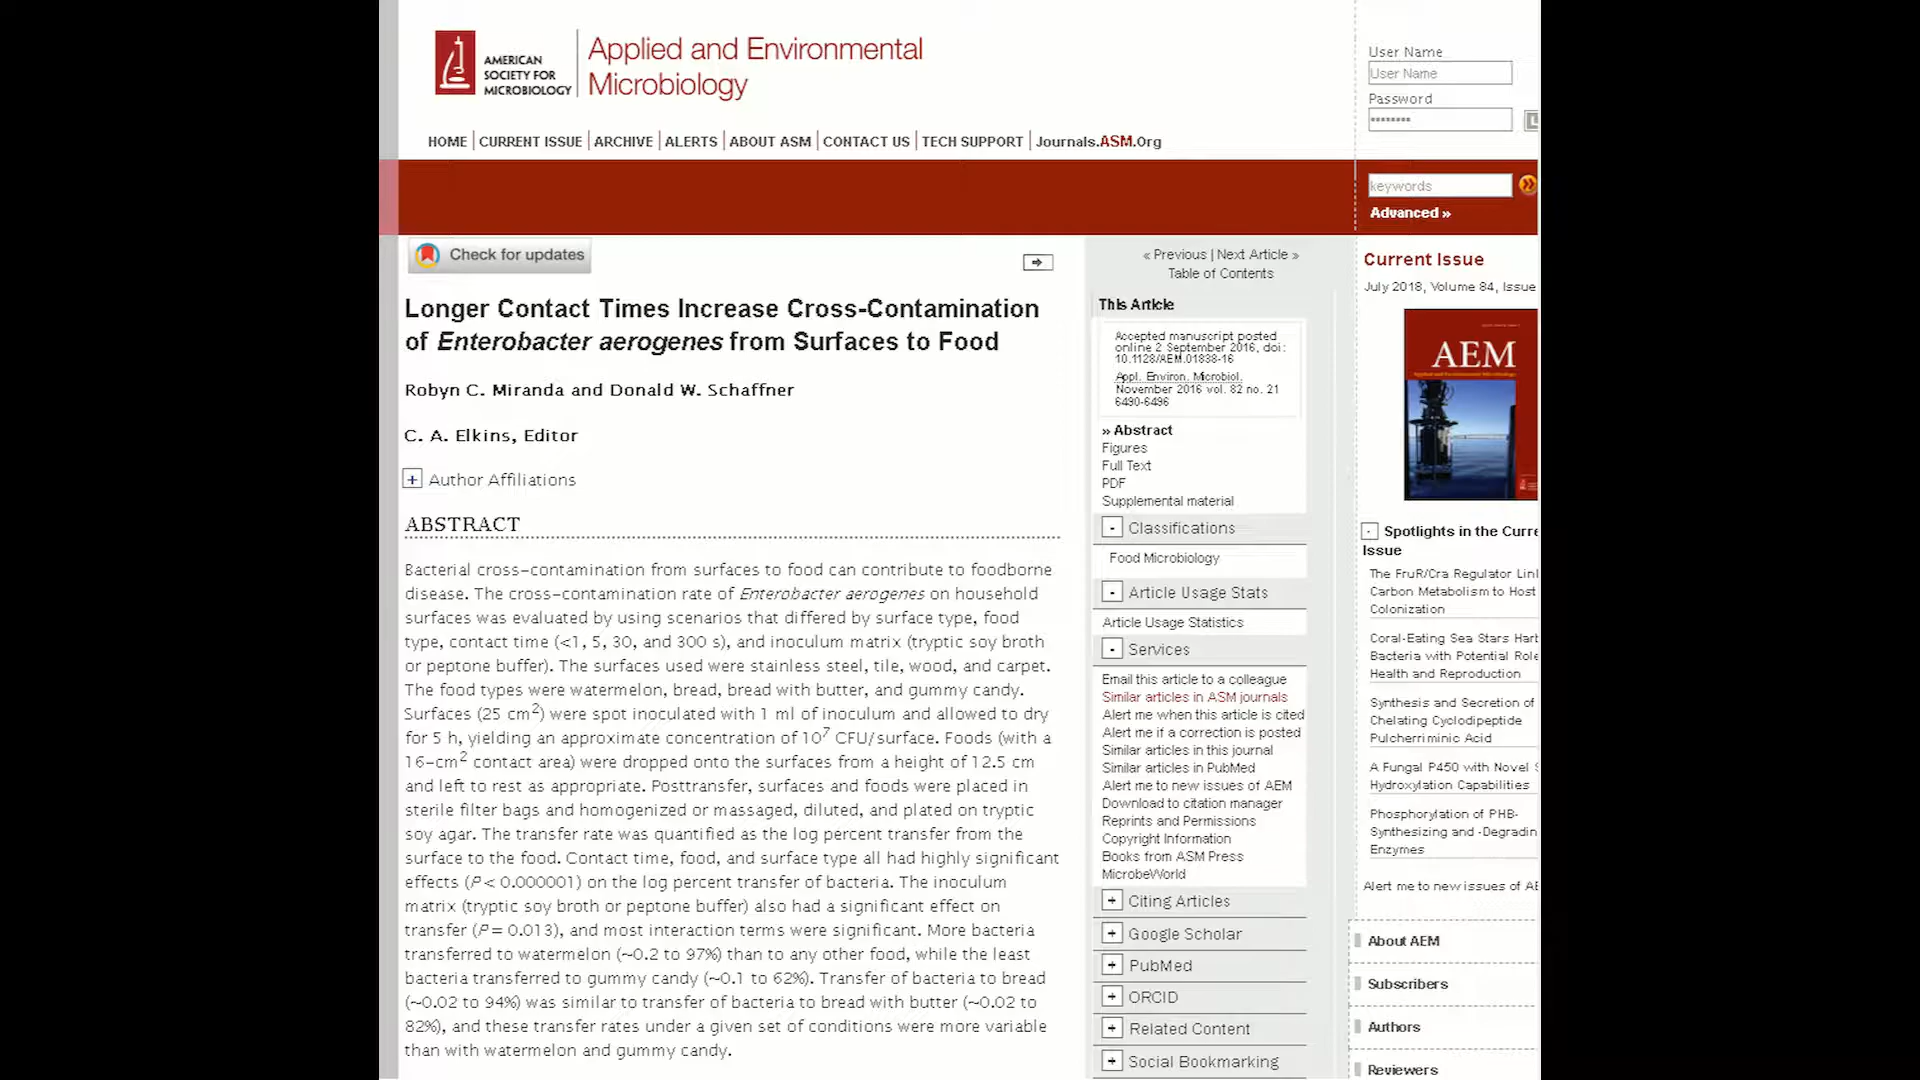 AMERICAN
SOCIETY FOR
MICROBIOLOGY
Applied and Environmental
Microbiology
HOME
CURRENT ISSUE
ARCHIVE
ALERTS
ABOUT ASM
CONTACT US
TECH SUPPORT
Journals.ASM.Org
User Name
User Name
Password
••••••••
keywords
Advanced »
Check for updates
Longer Contact Times Increase Cross-Contamination
of Enterobacter aerogenes from Surfaces to Food
Robyn C. Miranda and Donald W. Schaffner
C. A. Elkins, Editor
+ Author Affiliations
ABSTRACT
Bacterial cross-contamination from surfaces to food can contribute to foodborne
disease. The cross-contamination rate of Enterobacter aerogenes on household
surfaces was evaluated by using scenarios that differed by surface type, food
type, contact time (<1, 5, 30, and 300 s), and inoculum matrix (tryptic soy broth
or peptone buffer). The surfaces used were stainless steel, tile, wood, and carpet.
The food types were watermelon, bread, bread with butter, and gummy candy.
Surfaces (25 cm²) were spot inoculated with 1 ml of inoculum and allowed to dry
for 5 h, yielding an approximate concentration of 10⁷ CFU/surface. Foods (with a
16-cm² contact area) were dropped onto the surfaces from a height of 12.5 cm
and left to rest as appropriate. Posttransfer, surfaces and foods were placed in
sterile filter bags and homogenized or massaged, diluted, and plated on tryptic
soy agar. The transfer rate was quantified as the log percent transfer from the
surface to the food. Contact time, food, and surface type all had highly significant
effects (P < 0.000001) on the log percent transfer of bacteria. The inoculum
matrix (tryptic soy broth or peptone buffer) also had a significant effect on
transfer (P = 0.013), and most interaction terms were significant. More bacteria
transferred to watermelon (~0.2 to 97%) than to any other food, while the least
bacteria transferred to gummy candy (~0.1 to 62%). Transfer of bacteria to bread
(~0.02 to 94%) was similar to transfer of bacteria to bread with butter (~0.02 to
82%), and these transfer rates under a given set of conditions were more variable
than with watermelon and gummy candy.
« Previous | Next Article »
Table of Contents
This Article
Accepted manuscript posted
online 2 September 2016, doi:
10.1128/AEM.01838-16
Appl. Environ. Microbiol.
November 2016 vol. 82 no. 21
6490-6496
» Abstract
Figures
Full Text
PDF
Supplemental material
- Classifications
Food Microbiology
- Article Usage Stats
Article Usage Statistics
- Services
Email this article to a colleague
Similar articles in ASM journals
Alert me when this article is cited
Alert me if a correction is posted
Similar articles in this journal
Similar articles in PubMed
Alert me to new issues of AEM
Download to citation manager
Reprints and Permissions
Copyright Information
Books from ASM Press
MicrobeWorld
+ Citing Articles
+ Google Scholar
+ PubMed
+ ORCID
+ Related Content
+ Social Bookmarking
Current Issue
July 2018, Volume 84, Issue
AEM
- Spotlights in the Curre
Issue
The FruR/Cra Regulator Lin
Carbon Metabolism to Host
Colonization
Coral-Eating Sea Stars Har
Bacteria with Potential Role
Health and Reproduction
Synthesis and Secretion of
Chelating Cyclodipeptide
Pulcherriminic Acid
A Fungal P450 with Novel
Hydroxylation Capabilities
Phosphorylation of PHB-
Synthesizing and -Degradin
Enzymes
Alert me to new issues of AE
About AEM
Subscribers
Authors
Reviewers